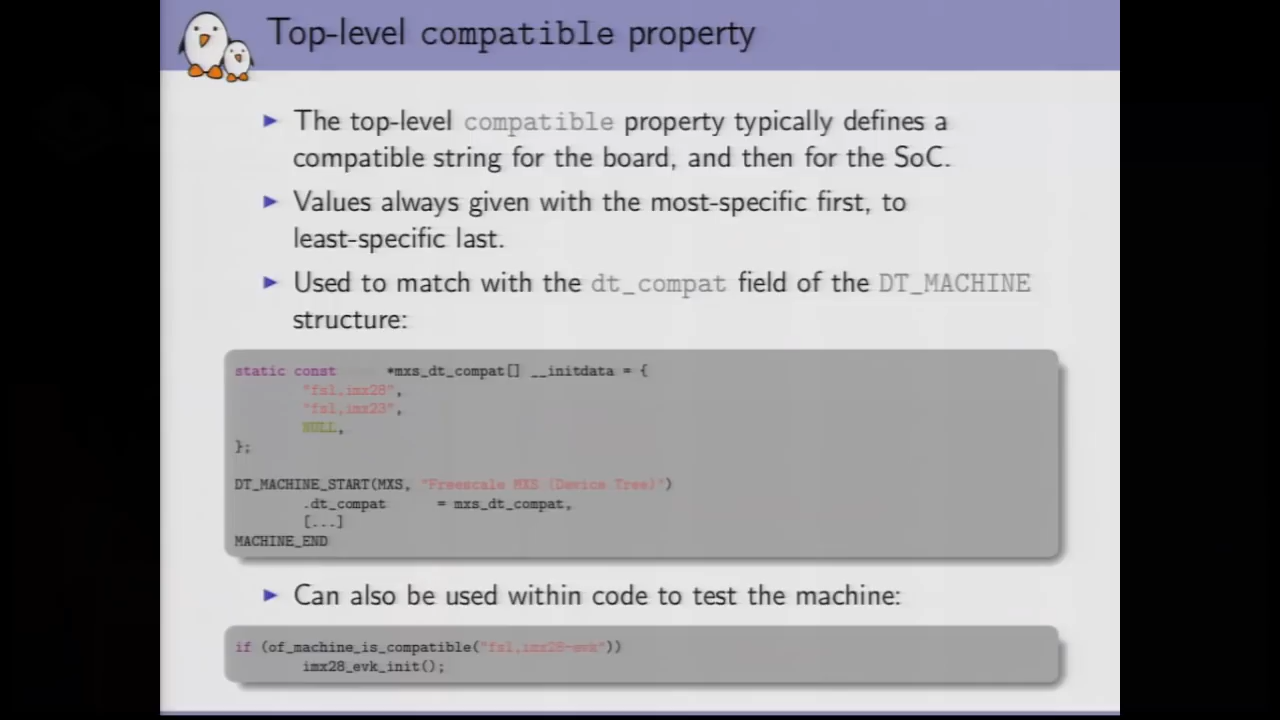 Top-level compatible property
▶ The top-level compatible property typically defines a
compatible string for the board, and then for the SoC.
▶ Values always given with the most-specific first, to
least-specific last.
▶ Used to match with the dt_compat field of the DT_MACHINE
structure:
static const *mxs_dt_compat[] __initdata = {
"fsl,imx28",
"fsl,imx23",
NULL,
};
DT_MACHINE_START(MXS, "Freescale MXS (Device Tree)")
.dt_compat = mxs_dt_compat,
[...]
MACHINE_END
▶ Can also be used within code to test the machine:
if (of_machine_is_compatible("fsl,imx28-evk"))
imx28_evk_init();